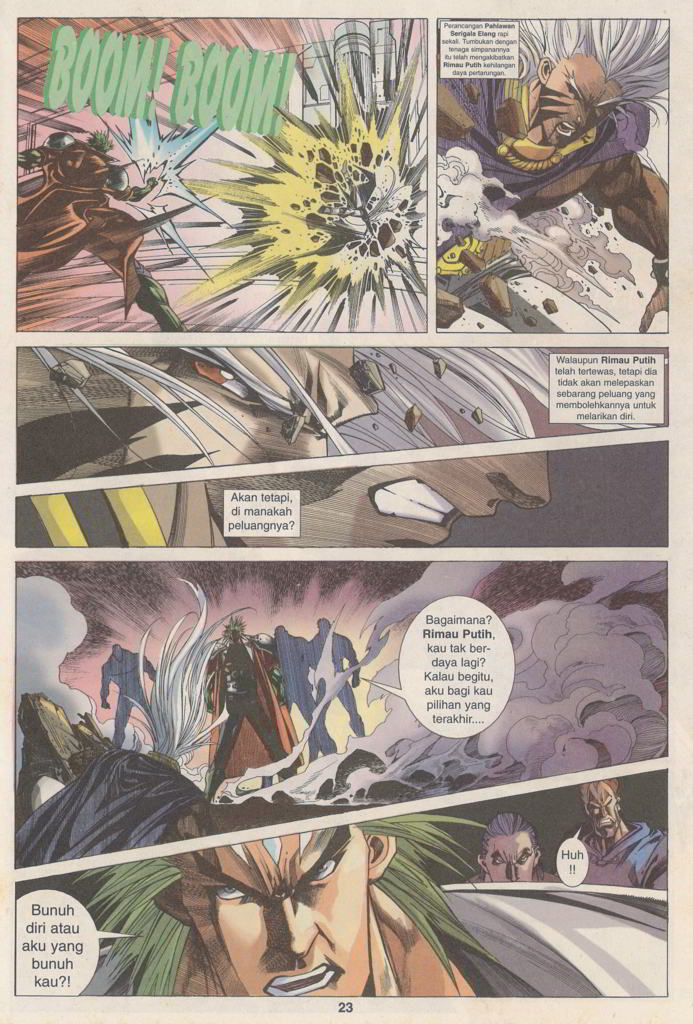 BOOM! BOOM!
Perancangan Pahlawan
Serigala Elang rapi
sekali. Tumbukan dengan
tenaga simpanannya
itu telah mengakibatkan
Rimau Putih kehilangan
daya pertarungan.
Walaupun Rimau Putih
telah tertewas, tetapi dia
tidak akan melepaskan
sebarang peluang yang
membolehkannya untuk
melarikan diri.
Akan tetapi,
di manakah
peluangnya?
Bagaimana?
Rimau Putih,
kau tak ber-
daya lagi?
Kalau begitu,
aku bagi kau
pilihan yang
terakhir....
Huh
!!
Bunuh
diri atau
aku yang
bunuh
kau?!
23